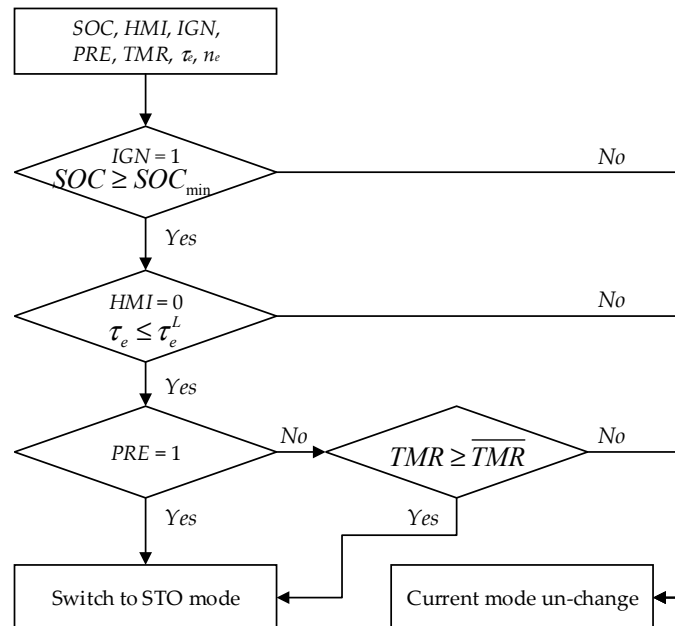 SOC, HMI, IGN,
PRE, TMR, τe, ne
IGN = 1
SOC ≥ SOCmin
No
Yes
HMI = 0
τe ≤ τeL
No
Yes
PRE = 1
No
TMR ≥ T̅M̅R̅
No
Yes
Yes
Switch to STO mode
Current mode un-change